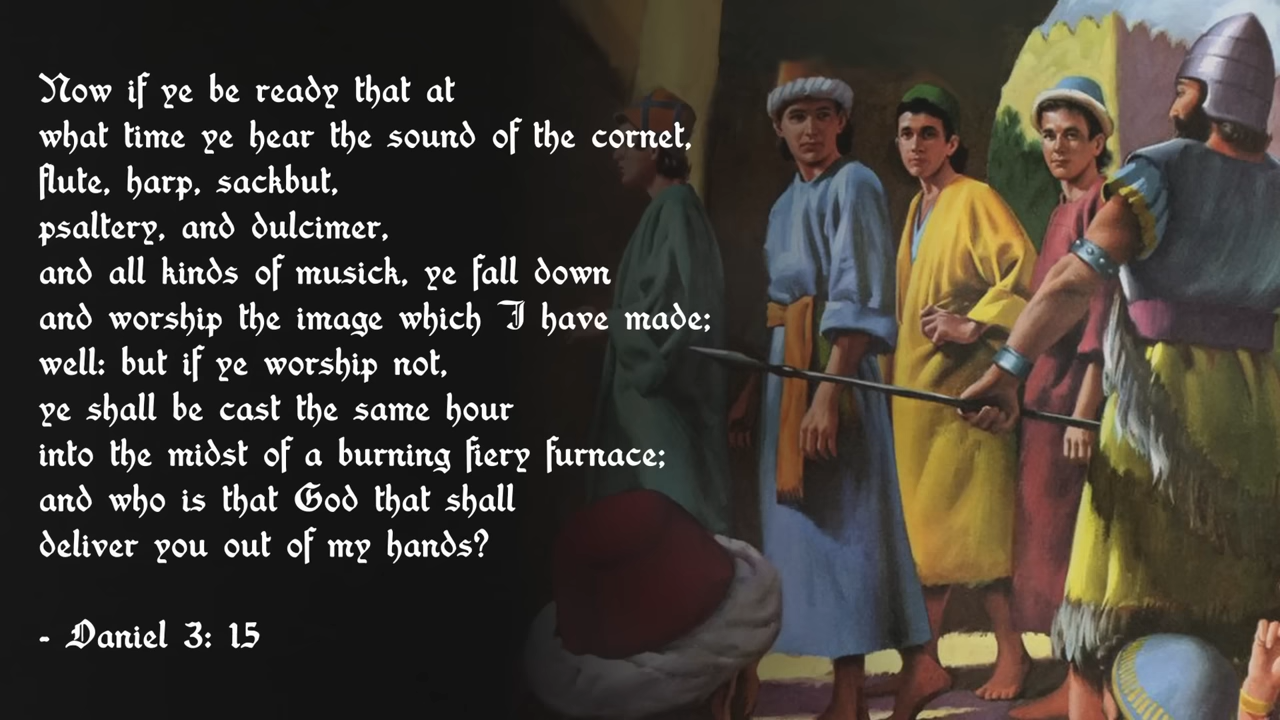 Now if ye be ready that at
what time ye hear the sound of the cornet,
flute, harp, sackbut,
psaltery, and dulcimer,
and all kinds of musick, ye fall down
and worship the image which I have made;
well: but if ye worship not,
ye shall be cast the same hour
into the midst of a burning fiery furnace;
and who is that God that shall
deliver you out of my hands?
- Daniel 3: 15